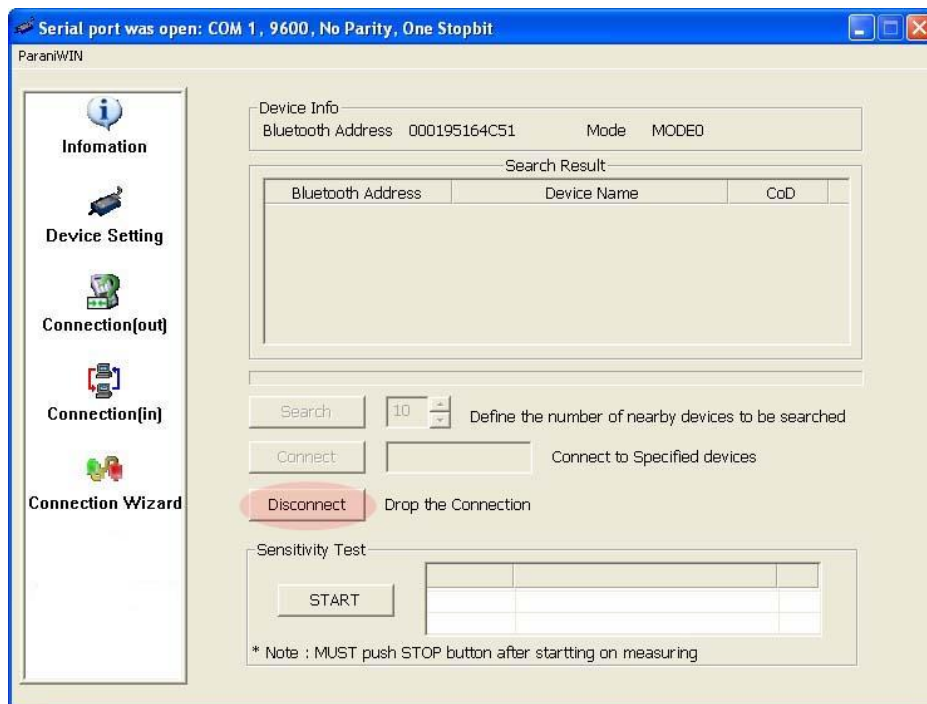 Serial port was open: COM 1, 9600, No Parity, One Stopbit
ParaniWIN
Infomation
Device Setting
Connection(out)
Connection(in)
Connection Wizard
Device Info
Bluetooth Address 000195164C51 Mode MODE0
Search Result
Bluetooth Address Device Name CoD
Search 10 Define the number of nearby devices to be searched
Connect Connect to Specified devices
Disconnect Drop the Connection
Sensitivity Test
START
* Note : MUST push STOP button after startting on measuring